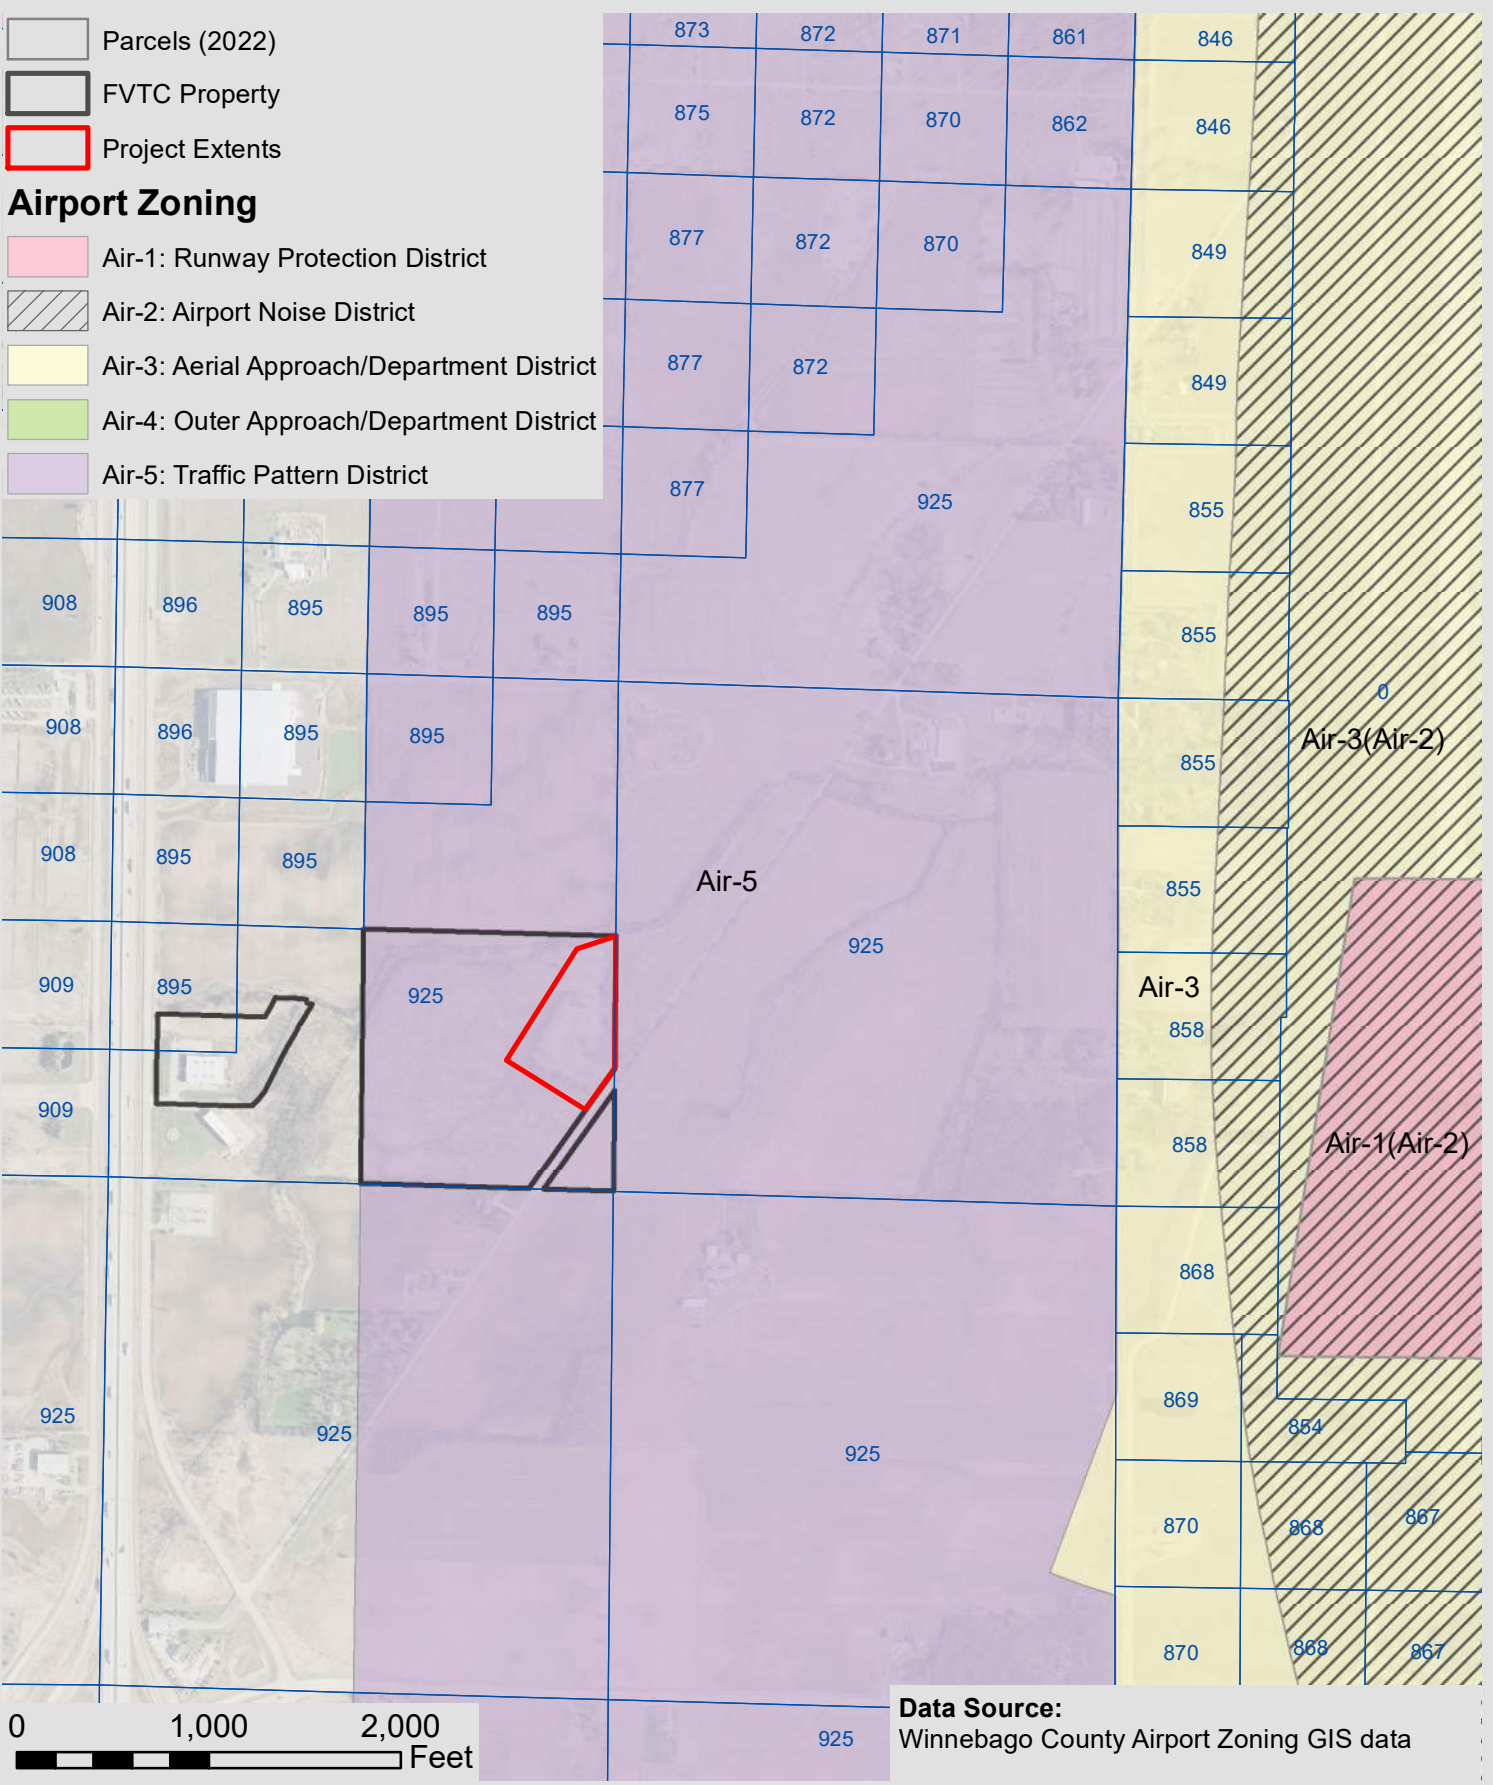 Parcels (2022)
FVTC Property
Project Extents
Airport Zoning
Air-1: Runway Protection District
Air-2: Airport Noise District
Air-3: Aerial Approach/Department District
Air-4: Outer Approach/Department District
Air-5: Traffic Pattern District
873 872 871 861 846
875 872 870 862 846
877 872 870 849
877 872 849
877 925 855
908 896 895 895 895 855
0
908 896 895 895 Air-3(Air-2)
855
908 895 895 Air-5 855
925
909 895 925 Air-3
858
909 858 Air-1(Air-2)
868
869
925 925 925 854
870 868 867
870 868 867
0 1,000 2,000
Feet
925
Data Source:
Winnebago County Airport Zoning GIS data